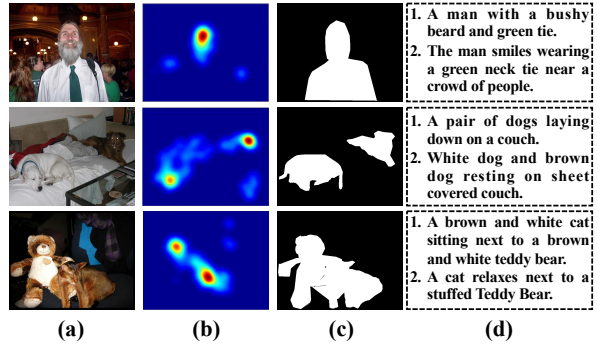 1. A man with a bushy
beard and green tie.
2. The man smiles wearing
a green neck tie near a
crowd of people.
1. A pair of dogs laying
down on a couch.
2. White dog and brown
dog resting on sheet
covered couch.
1. A brown and white cat
sitting next to a brown
and white teddy bear.
2. A cat relaxes next to a
stuffed Teddy Bear.
(a) (b) (c) (d)